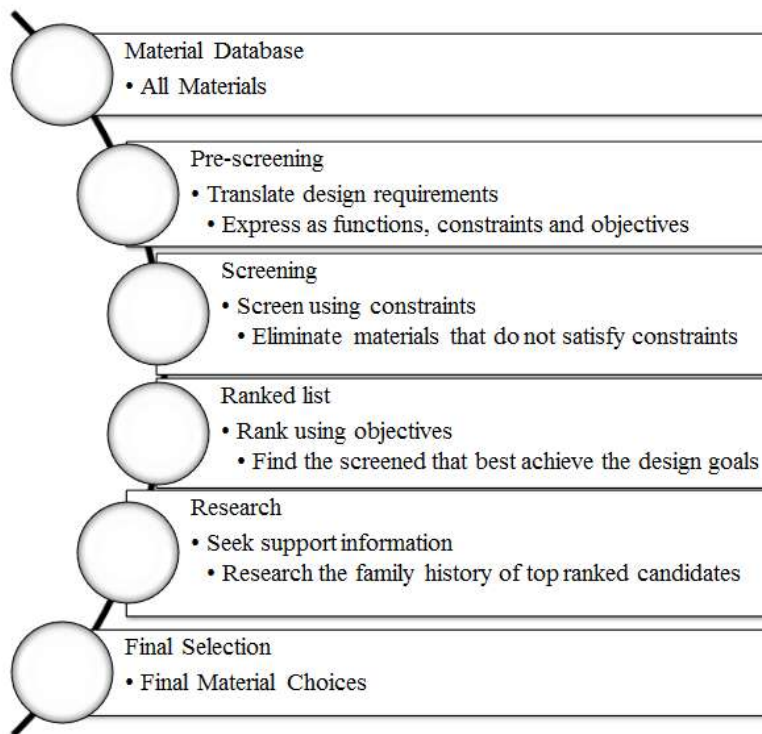 Material Database
• All Materials
Pre-screening
• Translate design requirements
• Express as functions, constraints and objectives
Screening
• Screen using constraints
• Eliminate materials that do not satisfy constraints
Ranked list
• Rank using objectives
• Find the screened that best achieve the design goals
Research
• Seek support information
• Research the family history of top ranked candidates
Final Selection
• Final Material Choices